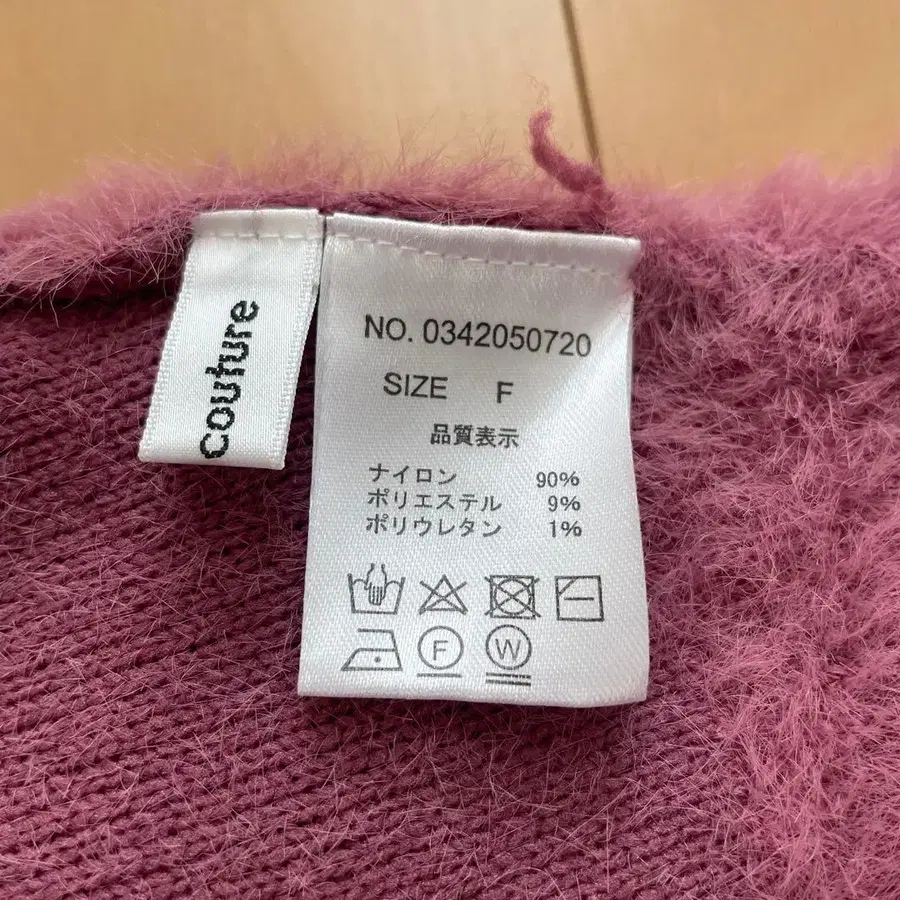 couture
NO. 0342050720
SIZE F
品質表示
ナイロン 90%
ポリエステル 9%
ポリウレタン 1%
F W